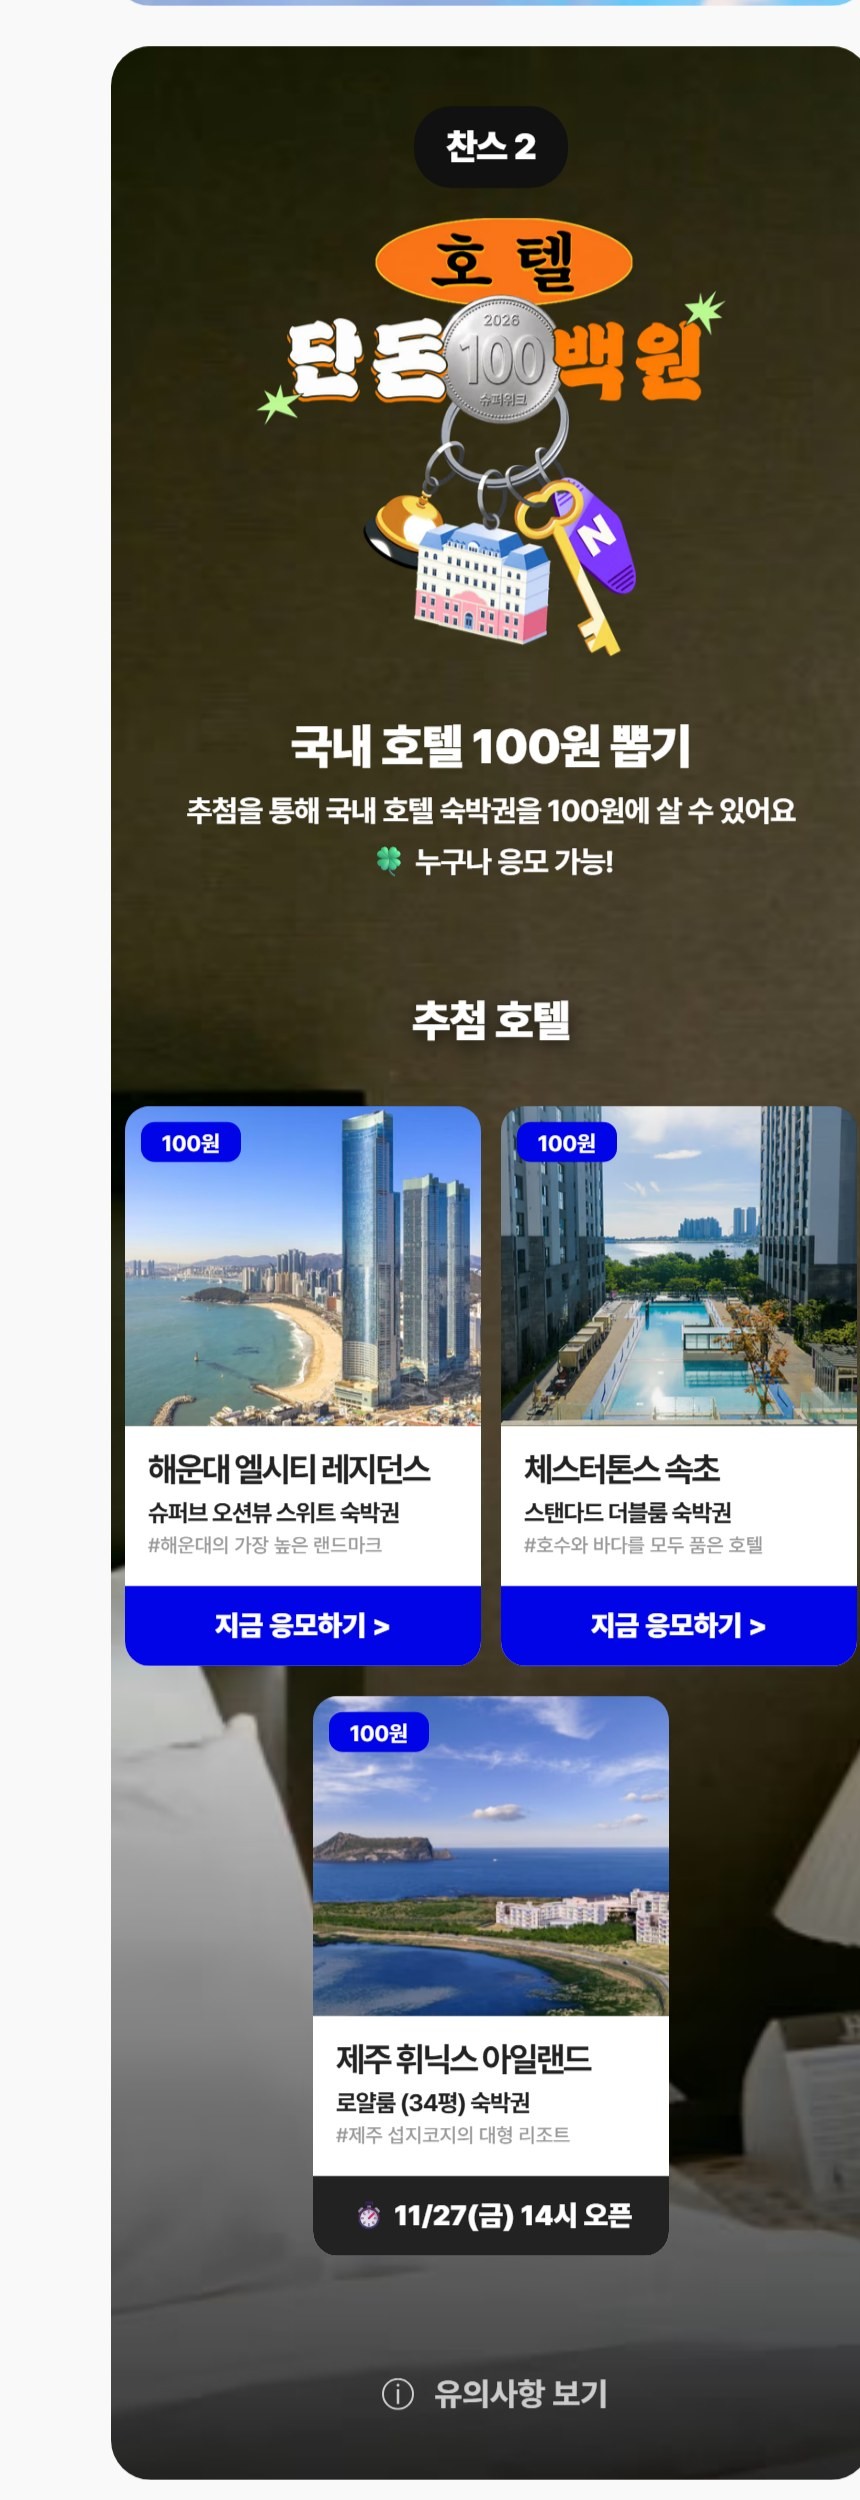 찬스 2
호텔
단돈 백원
2026
100
슈퍼워크
N
국내 호텔 100원 뽑기
추첨을 통해 국내 호텔 숙박권을 100원에 살 수 있어요
🍀 누구나 응모 가능!
추첨 호텔
100원
해운대 엘시티 레지던스
슈퍼브 오션뷰 스위트 숙박권
#해운대의 가장 높은 랜드마크
지금 응모하기 >
100원
체스터톤스 속초
스탠다드 더블룸 숙박권
#호수와 바다를 모두 품은 호텔
지금 응모하기 >
100원
제주 휘닉스 아일랜드
로얄룸 (34평) 숙박권
#제주 섭지코지의 대형 리조트
11/27(금) 14시 오픈
유의사항 보기